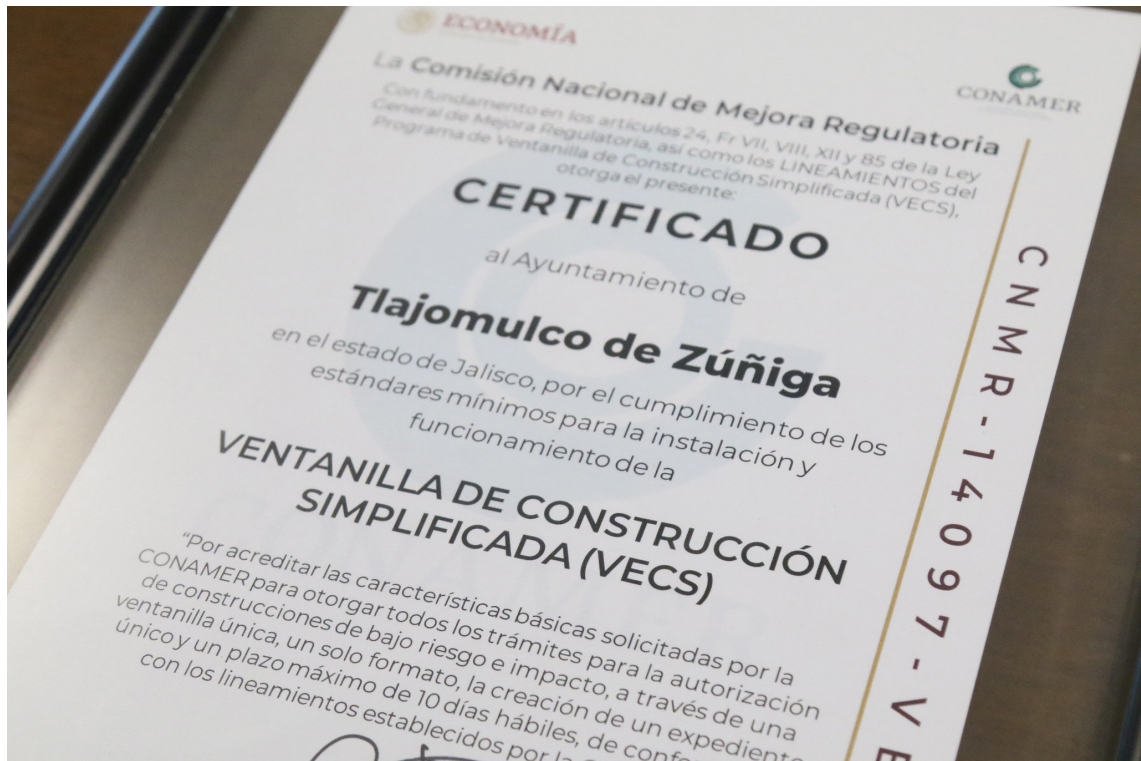 ECONOMÍA
CONAMER
La Comisión Nacional de Mejora Regulatoria
Con fundamento en los artículos 24, Fr VII, VIII, XII y 85 de la Ley
General de Mejora Regulatoria, así como los LINEAMIENTOS del
Programa de Ventanilla de Construcción Simplificada (VECS),
otorga el presente:
CERTIFICADO
al Ayuntamiento de
Tlajomulco de Zúñiga
en el estado de Jalisco, por el cumplimiento de los
estándares mínimos para la instalación y
funcionamiento de la
VENTANILLA DE CONSTRUCCIÓN
SIMPLIFICADA (VECS)
"Por acreditar las características básicas solicitadas por la
CONAMER para otorgar todos los trámites para la autorización
de construcciones de bajo riesgo e impacto, a través de una
ventanilla única, un solo formato, la creación de un expediente
único y un plazo máximo de 10 días hábiles, de confo
con los lineamientos establecidos por la
CNMR-14097-VE
CONAMER